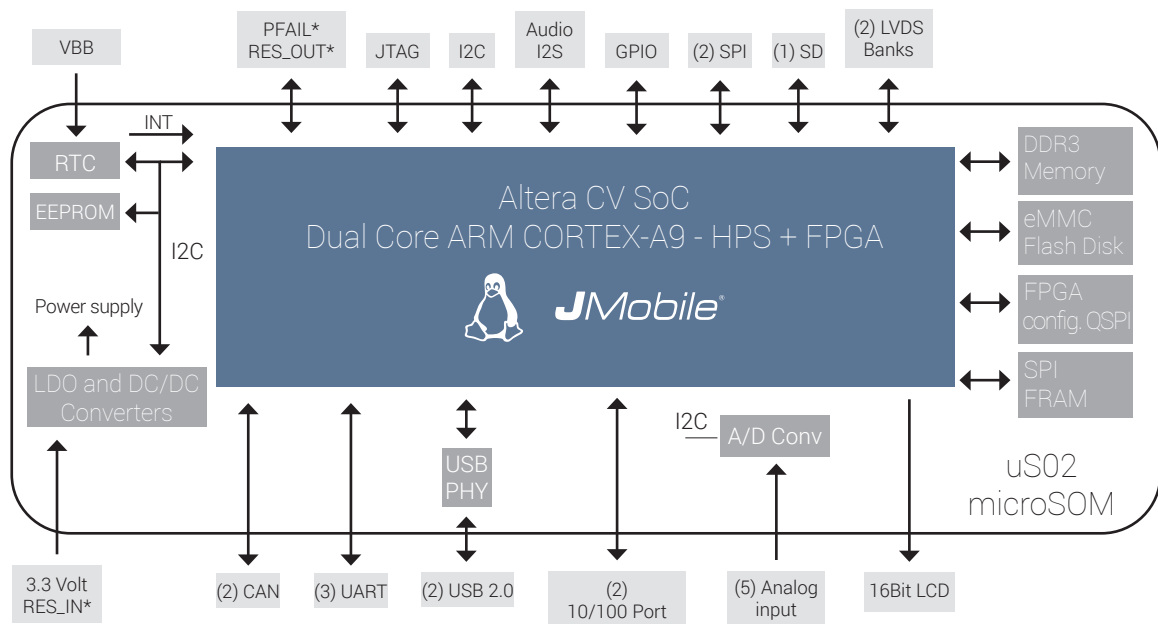 VBB
PFAIL*
RES_OUT*
JTAG
I2C
Audio
I2S
GPIO
(2) SPI
(1) SD
(2) LVDS
Banks
INT
RTC
EEPROM
I2C
Power supply
LDO and DC/DC
Converters
Altera CV SoC
Dual Core ARM CORTEX-A9 - HPS + FPGA
JMobile®
DDR3
Memory
eMMC
Flash Disk
FPGA
config. QSPI
SPI
FRAM
USB
PHY
I2C
A/D Conv
uS02
microSOM
3.3 Volt
RES_IN*
(2) CAN
(3) UART
(2) USB 2.0
(2)
10/100 Port
(5) Analog
input
16Bit LCD